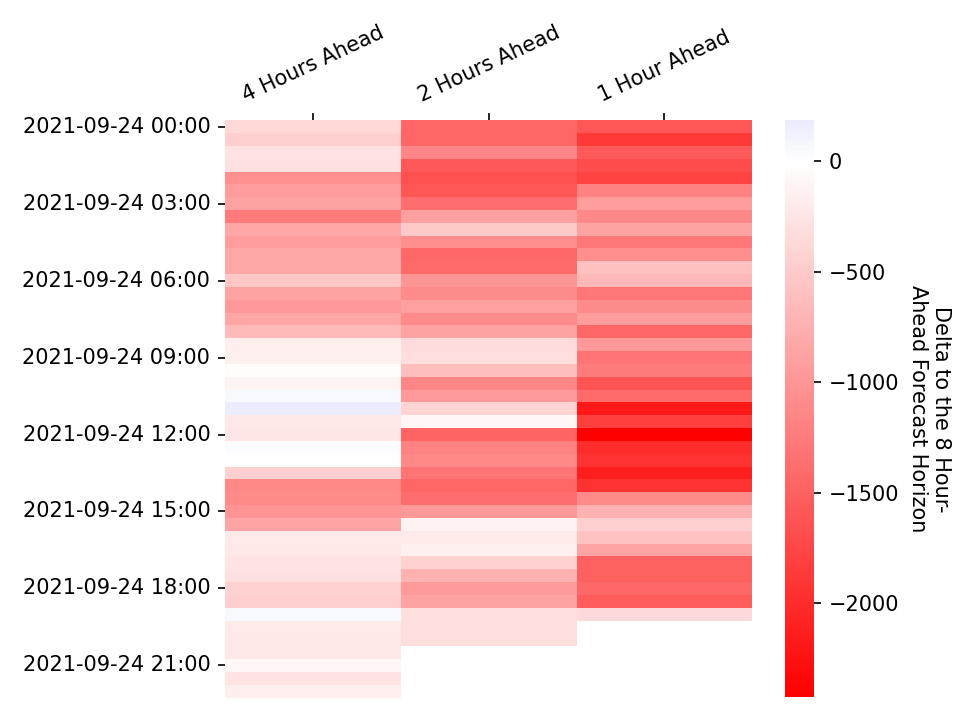 4 Hours Ahead
2 Hours Ahead
1 Hour Ahead
2021-09-24 00:00
2021-09-24 03:00
2021-09-24 06:00
2021-09-24 09:00
2021-09-24 12:00
2021-09-24 15:00
2021-09-24 18:00
2021-09-24 21:00
0
−500
−1000
−1500
−2000
Delta to the 8 Hour-
Ahead Forecast Horizon